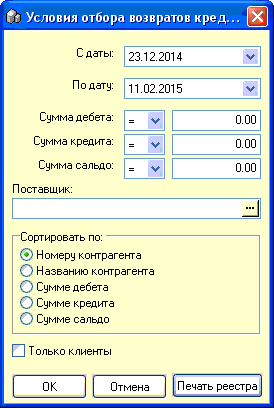 Условия отбора возвратов кред...
С даты: 23.12.2014
По дату: 11.02.2015
Сумма дебета: = 0.00
Сумма кредита: = 0.00
Сумма сальдо: = 0.00
Поставщик:
...
Сортировать по:
Номеру контрагента
Названию контрагента
Сумме дебета
Сумме кредита
Сумме сальдо
Только клиенты
ОК Отмена Печать реестра